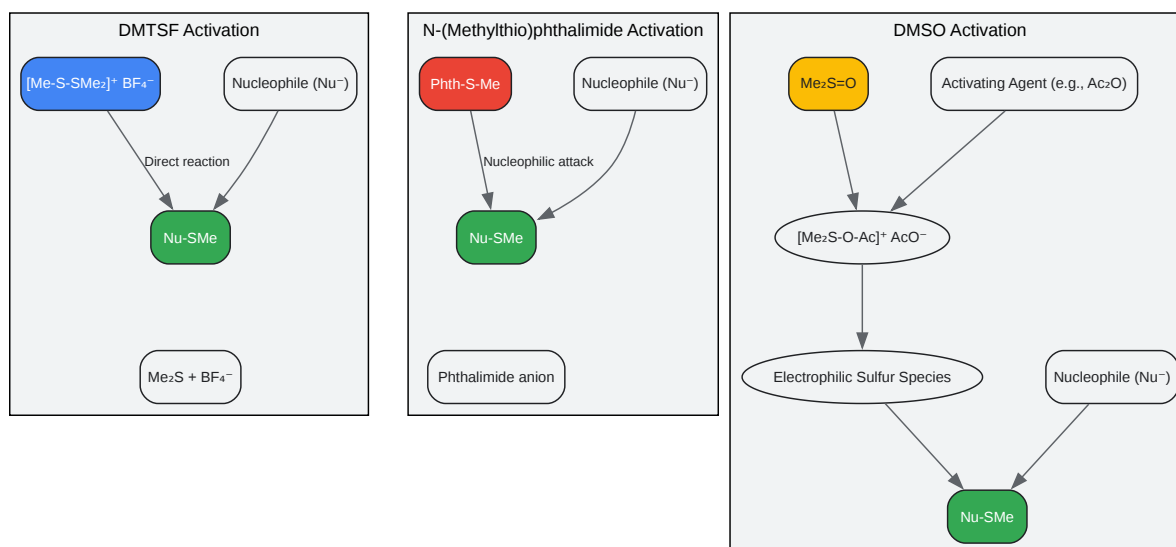 DMTSF Activation
[Me-S-SMe₂]⁺ BF₄⁻
Nucleophile (Nu⁻)
Direct reaction
Nu-SMe
Me₂S + BF₄⁻
N-(Methylthio)phthalimide Activation
Phth-S-Me
Nucleophile (Nu⁻)
Nucleophilic attack
Nu-SMe
Phthalimide anion
DMSO Activation
Me₂S=O
Activating Agent (e.g., Ac₂O)
[Me₂S-O-Ac]⁺ AcO⁻
Electrophilic Sulfur Species
Nucleophile (Nu⁻)
Nu-SMe